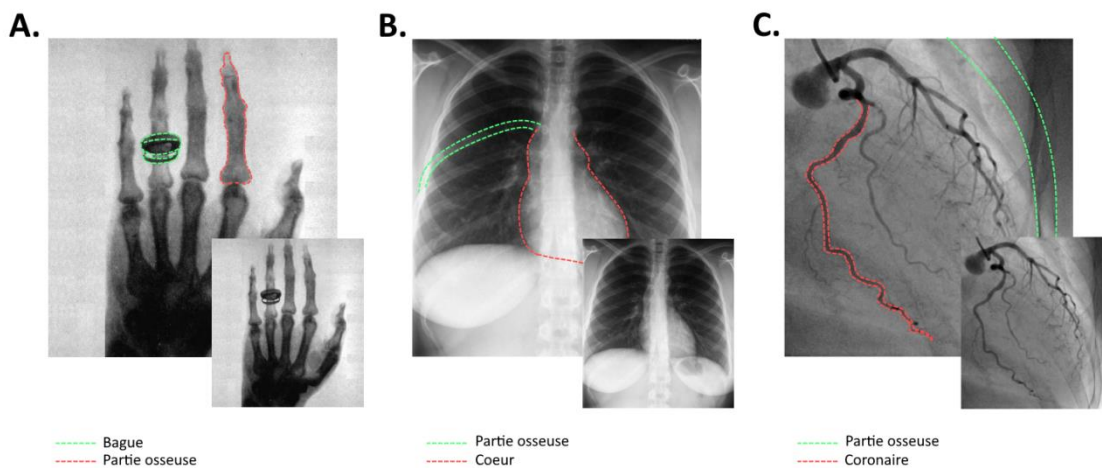 A.
B.
C.
Bague
Partie osseuse
Partie osseuse
Coeur
Partie osseuse
Coronaire